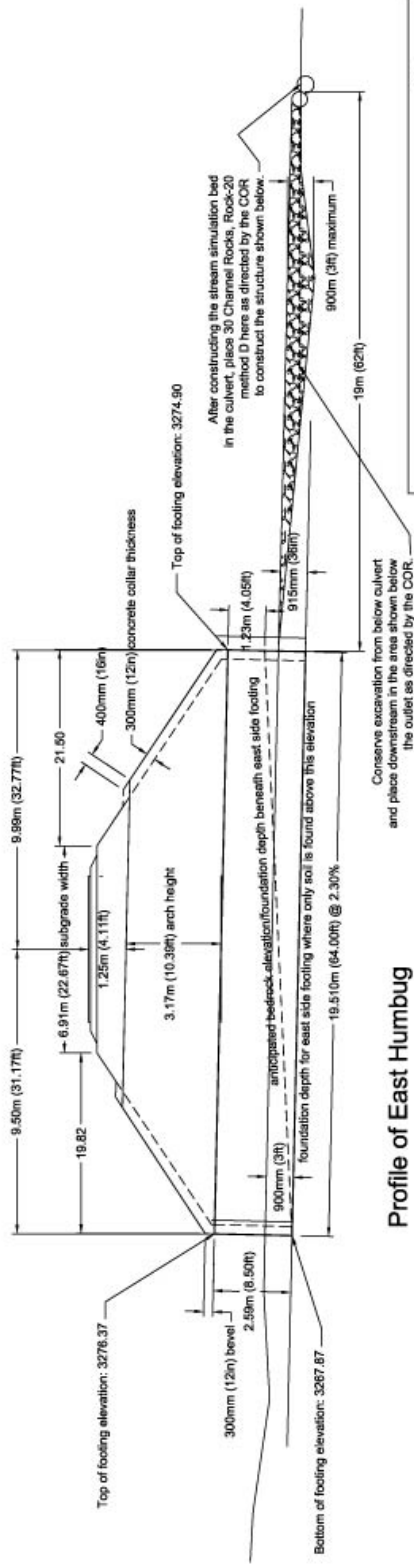 9.99m (32.77ft)
9.50m (31.17ft)
6.91m (22.67ft) subgrade width
21.50
19.82
1.25m (4.11ft)
400mm (16in)
300mm (12in) concrete collar thickness
3.17m (10.39ft) arch height
Top of footing elevation: 3276.37
Top of footing elevation: 3274.90
300mm (12in) bevel
2.59m (8.50ft)
900mm (3ft)
anticipated bedrock elevation/foundation depth beneath east side footing
foundation depth for east side footing where only soil is found above this elevation
19.510m (64.00ft) @ 2.30%
Bottom of footing elevation: 3267.87
1.23m (4.05ft)
915mm (36in)
After constructing the stream simulation bed
in the culvert, place 30 Channel Rocks, Rock-20
method D here as directed by the COR
to construct the structure shown below.
900m (3ft) maximum
19m (62ft)
Conserve excavation from below culvert
and place downstream in the area shown below
the outlet as directed by the COR.
Profile of East Humbug